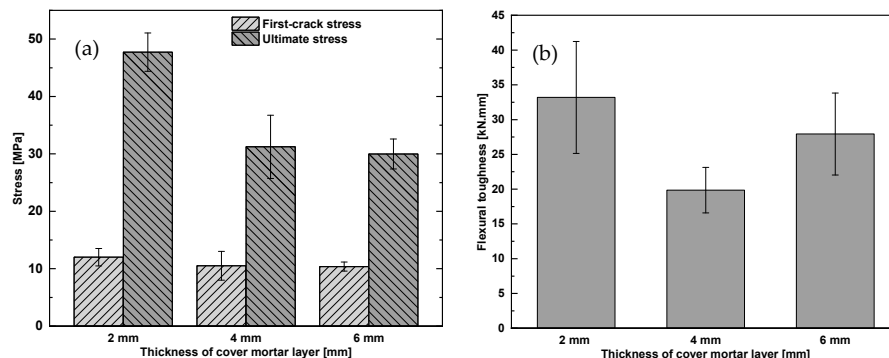 (a)
First-crack stress
Ultimate stress
Stress [MPa]
50
40
30
20
10
0
2 mm
4 mm
6 mm
Thickness of cover mortar layer [mm]
(b)
Flexural toughness [kN.mm]
45
40
35
30
25
20
15
10
5
0
2 mm
4 mm
6 mm
Thickness of cover mortar layer [mm]